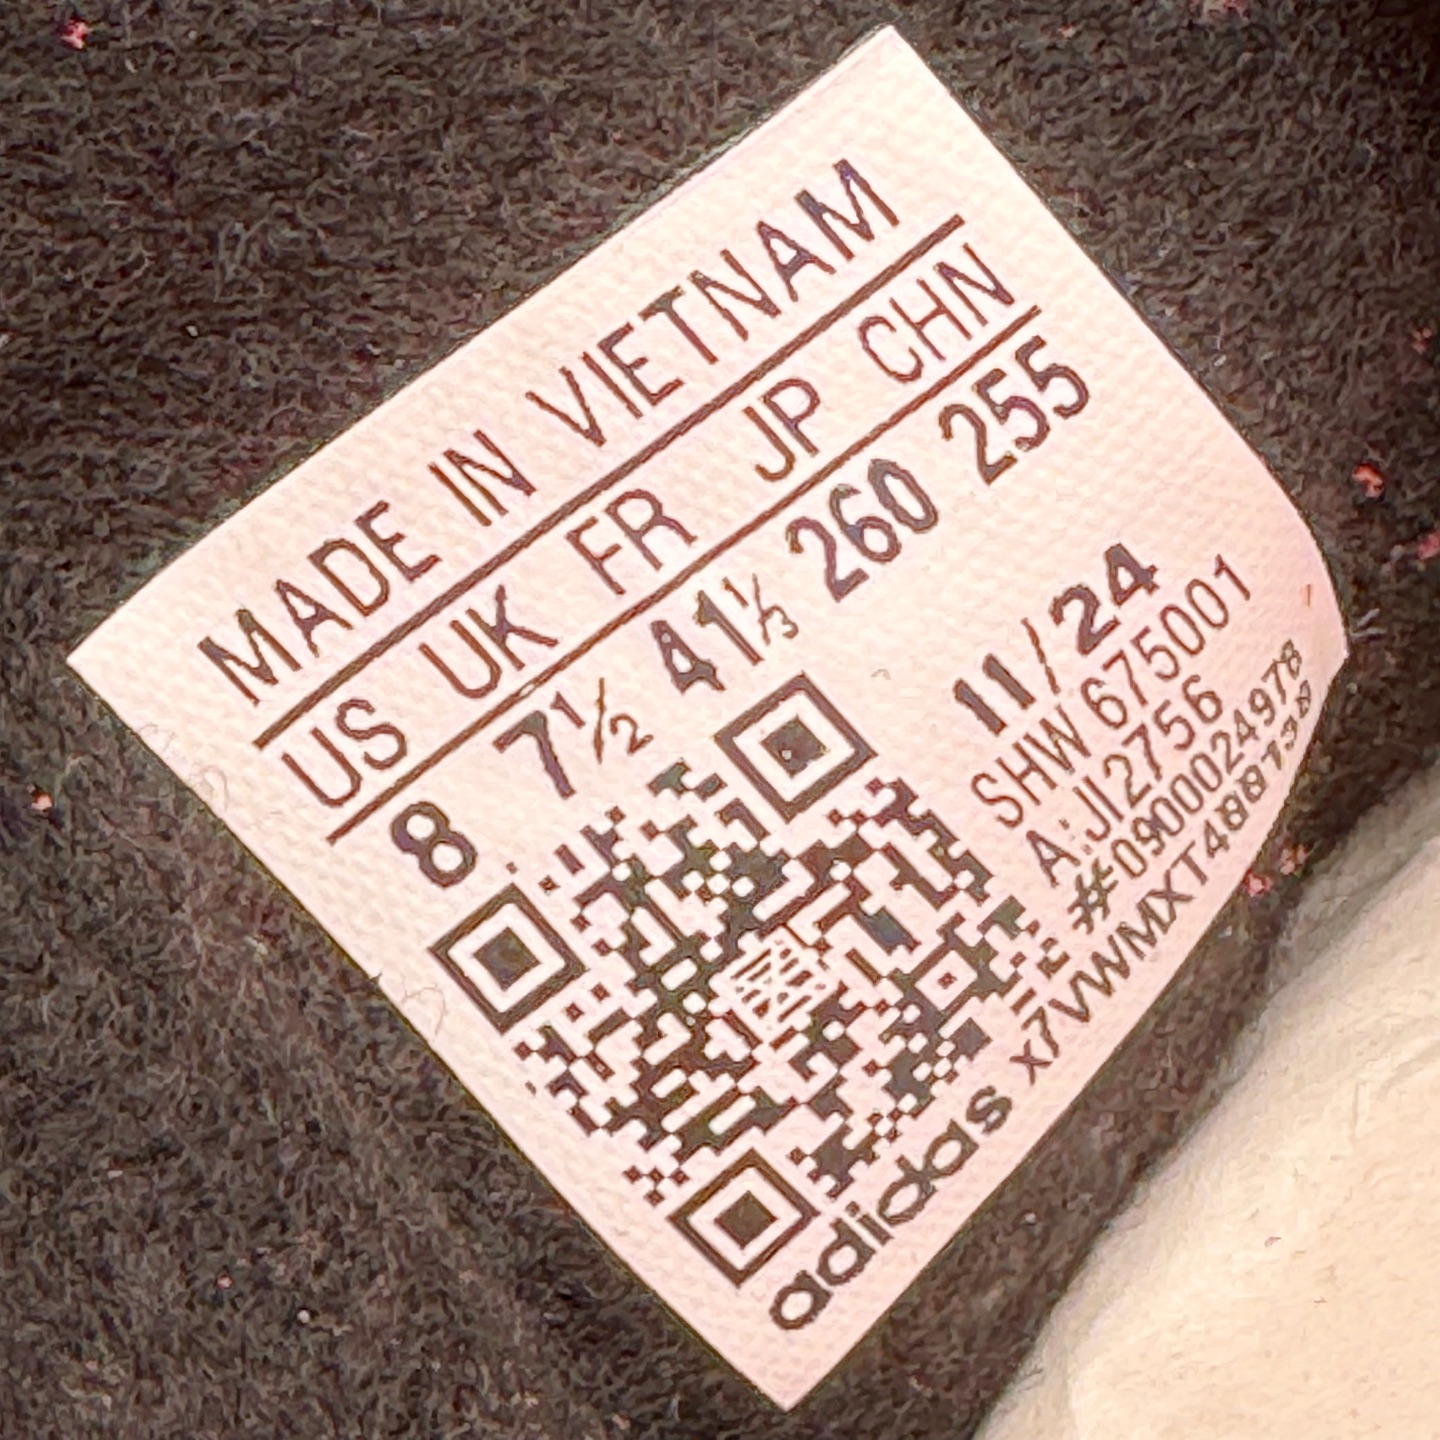 MADE IN VIETNAM
US UK FR JP CHN
8 7½ 41⅓ 260 255
11/24
SHW 675001
A:JI2756
#0900024978
adidas x7VWMXT488138